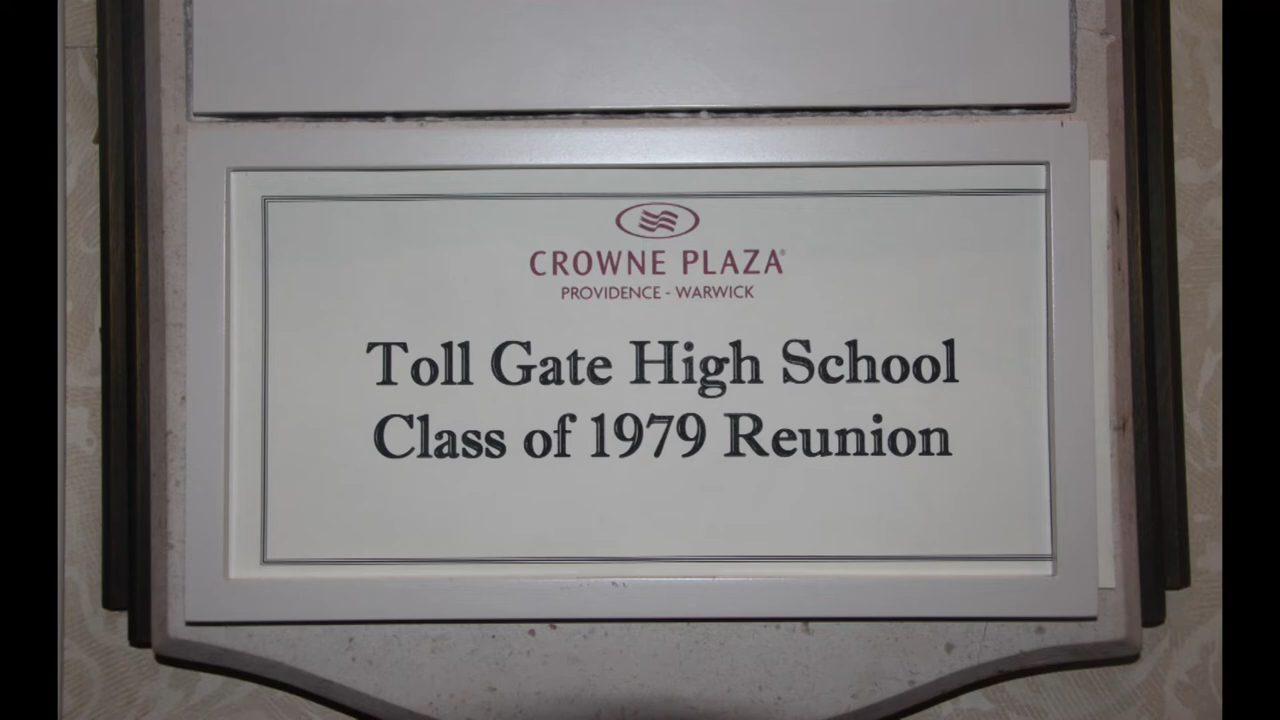 CROWNE PLAZA®
PROVIDENCE - WARWICK
Toll Gate High School
Class of 1979 Reunion